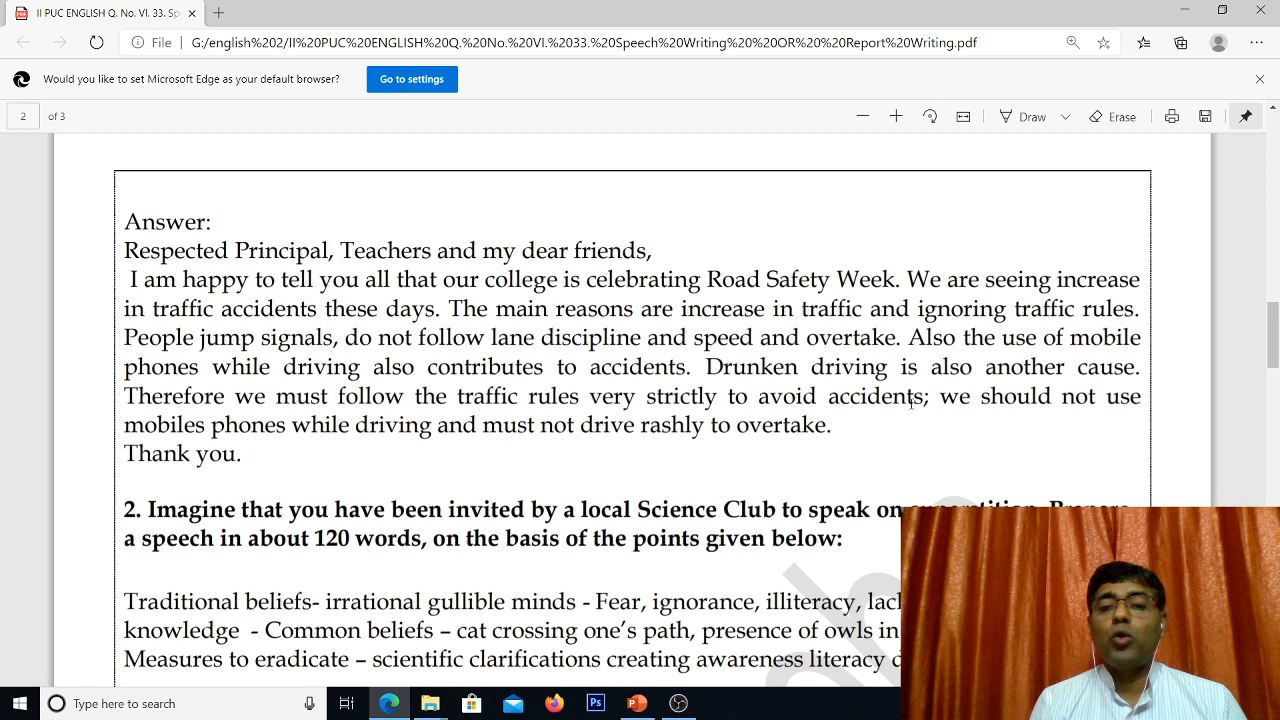 II PUC ENGLISH Q. No. VI. 33. Sp
File
G:/english%202/II%20PUC%20ENGLISH%20Q.%20No.%20VI.%2033.%20Speech%20Writing%20%20OR%20%20Report%20Writing.pdf
Would you like to set Microsoft Edge as your default browser?
Go to settings
2 of 3
Draw
Erase
Answer:
Respected Principal, Teachers and my dear friends,
I am happy to tell you all that our college is celebrating Road Safety Week. We are seeing increase
in traffic accidents these days. The main reasons are increase in traffic and ignoring traffic rules.
People jump signals, do not follow lane discipline and speed and overtake. Also the use of mobile
phones while driving also contributes to accidents. Drunken driving is also another cause.
Therefore we must follow the traffic rules very strictly to avoid accidents; we should not use
mobiles phones while driving and must not drive rashly to overtake.
Thank you.
2. Imagine that you have been invited by a local Science Club to speak on superstition. Prepare
a speech in about 120 words, on the basis of the points given below:
Traditional beliefs- irrational gullible minds - Fear, ignorance, illiteracy,
knowledge - Common beliefs – cat crossing one's path, presence of owls in
Measures to eradicate – scientific clarifications creating awareness literacy
Type here to search